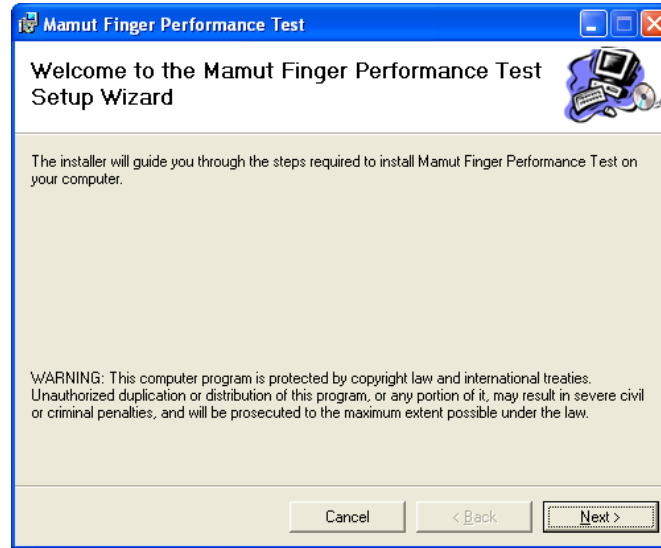 Mamut Finger Performance Test
Welcome to the Mamut Finger Performance Test
Setup Wizard
The installer will guide you through the steps required to install Mamut Finger Performance Test on
your computer.
WARNING: This computer program is protected by copyright law and international treaties.
Unauthorized duplication or distribution of this program, or any portion of it, may result in severe civil
or criminal penalties, and will be prosecuted to the maximum extent possible under the law.
Cancel
< Back
Next >